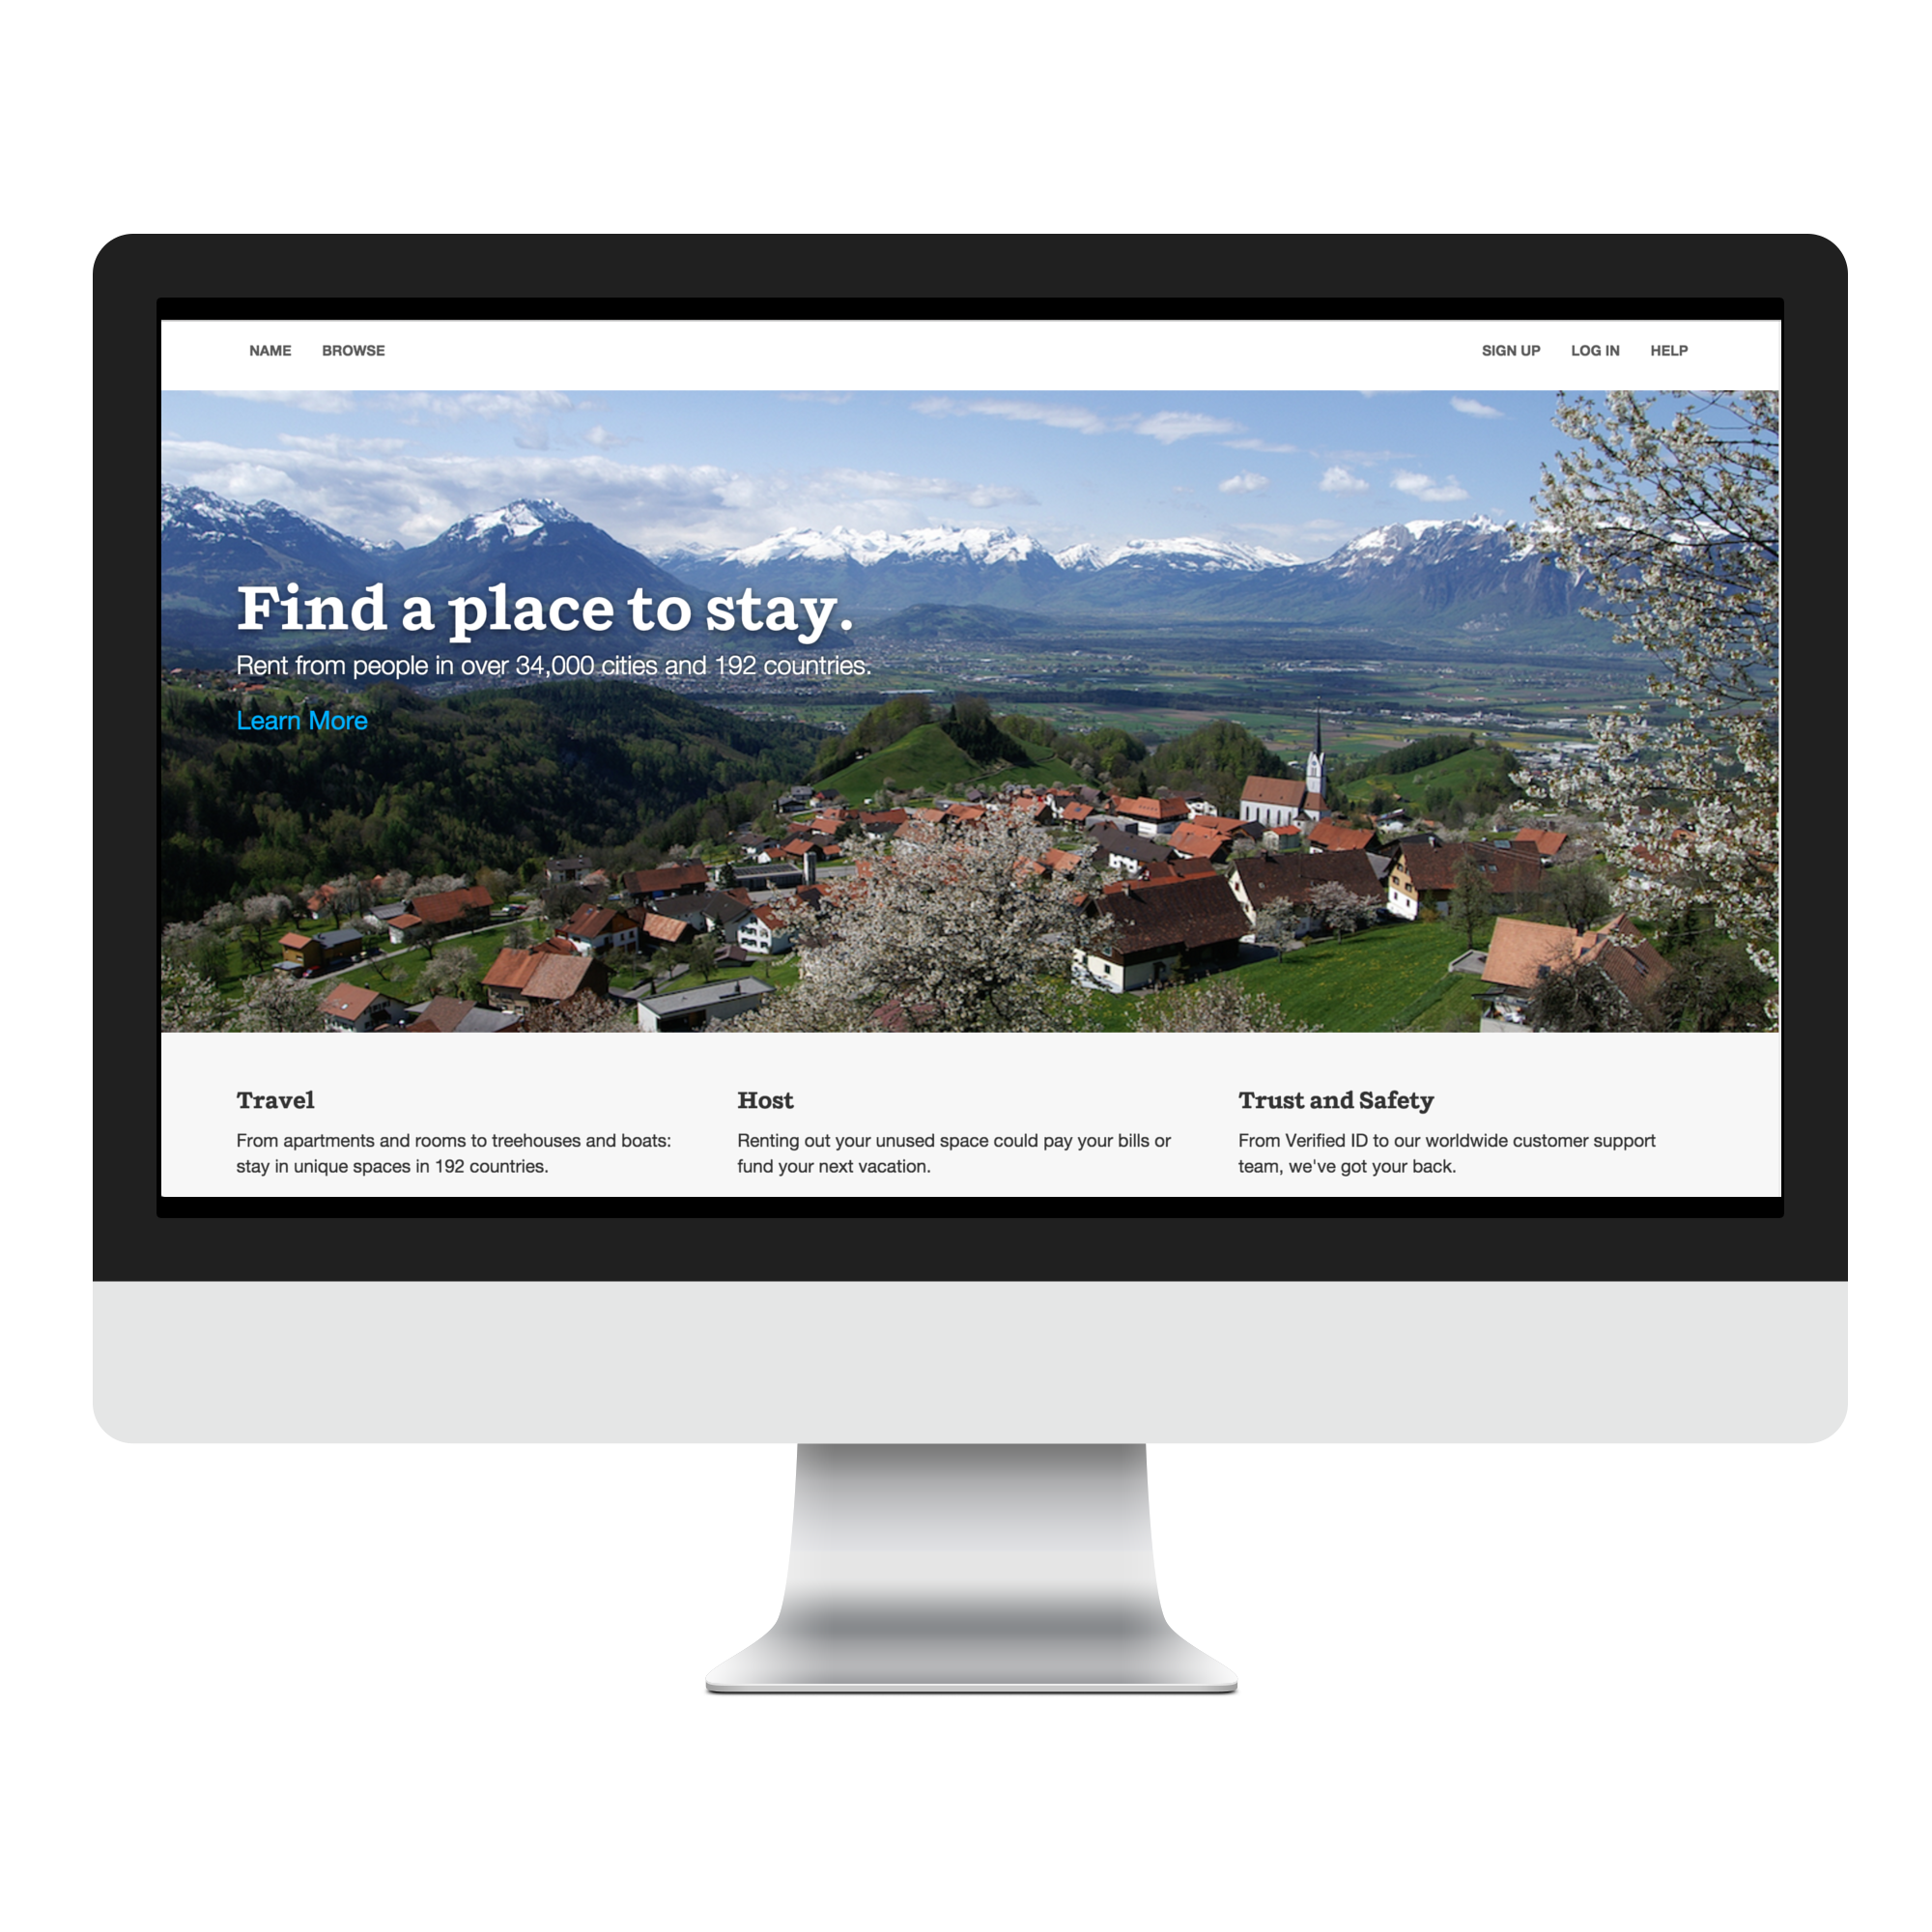 NAME BROWSE SIGN UP LOG IN HELP
Find a place to stay.
Rent from people in over 34,000 cities and 192 countries.
Learn More
Travel
From apartments and rooms to treehouses and boats:
stay in unique spaces in 192 countries.
Host
Renting out your unused space could pay your bills or
fund your next vacation.
Trust and Safety
From Verified ID to our worldwide customer support
team, we've got your back.